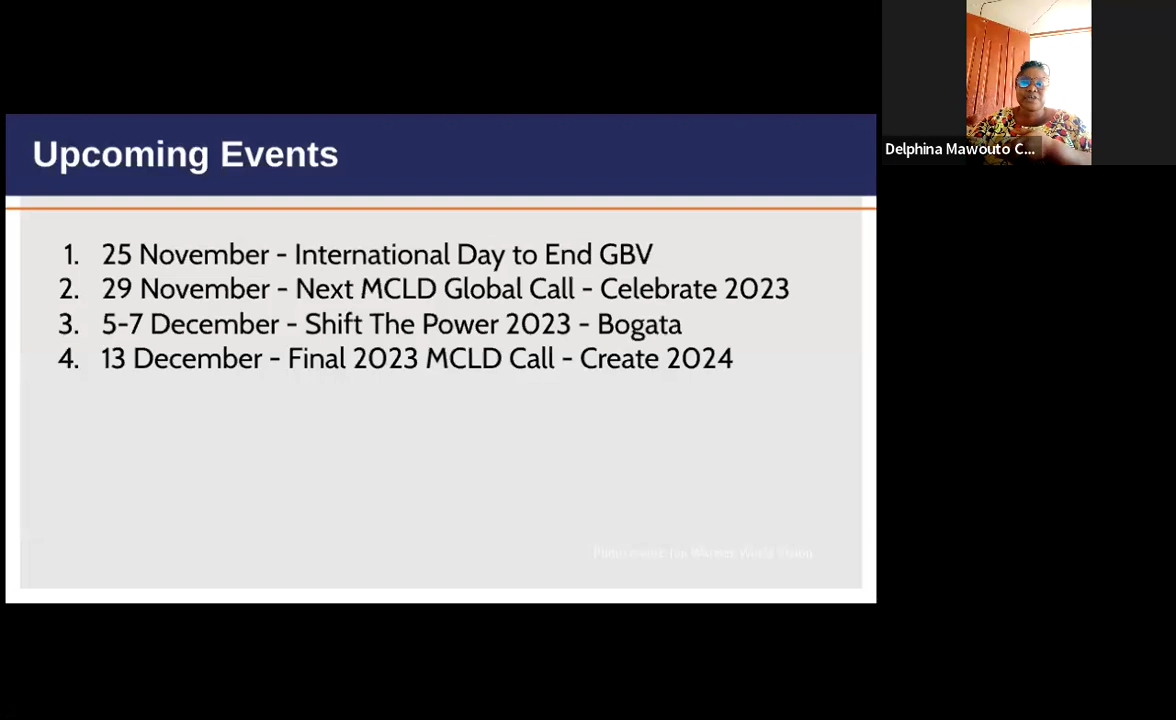 Upcoming Events
1. 25 November - International Day to End GBV
2. 29 November - Next MCLD Global Call - Celebrate 2023
3. 5-7 December - Shift The Power 2023 - Bogata
4. 13 December - Final 2023 MCLD Call - Create 2024
World Vision
Delphina Mawouto C...